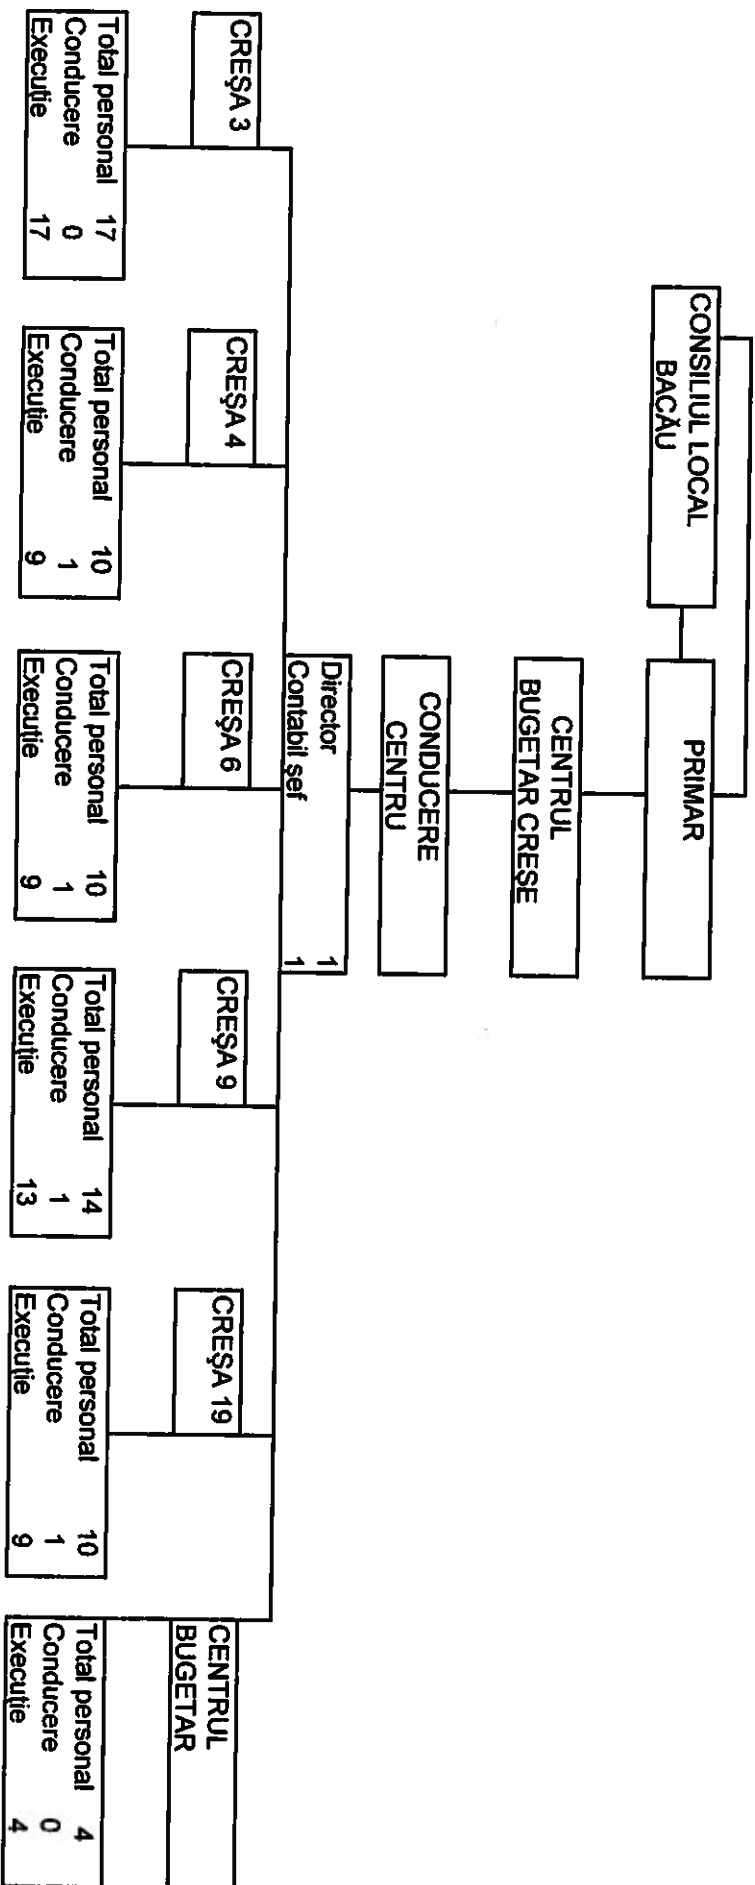 CONSILIUL LOCAL
BACĂU
PRIMAR
CENTRUL
BUGETAR CREŞE
CONDUCERE
CENTRU
Director 1
Contabil şef 1
CREŞA 3
CREŞA 4
CREŞA 6
CREŞA 9
CREŞA 19
CENTRUL
BUGETAR
Total personal 17
Conducere 0
Execuţie 17
Total personal 10
Conducere 1
Execuţie 9
Total personal 10
Conducere 1
Execuţie 9
Total personal 14
Conducere 1
Execuţie 13
Total personal 10
Conducere 1
Execuţie 9
Total personal 4
Conducere 0
Execuţie 4